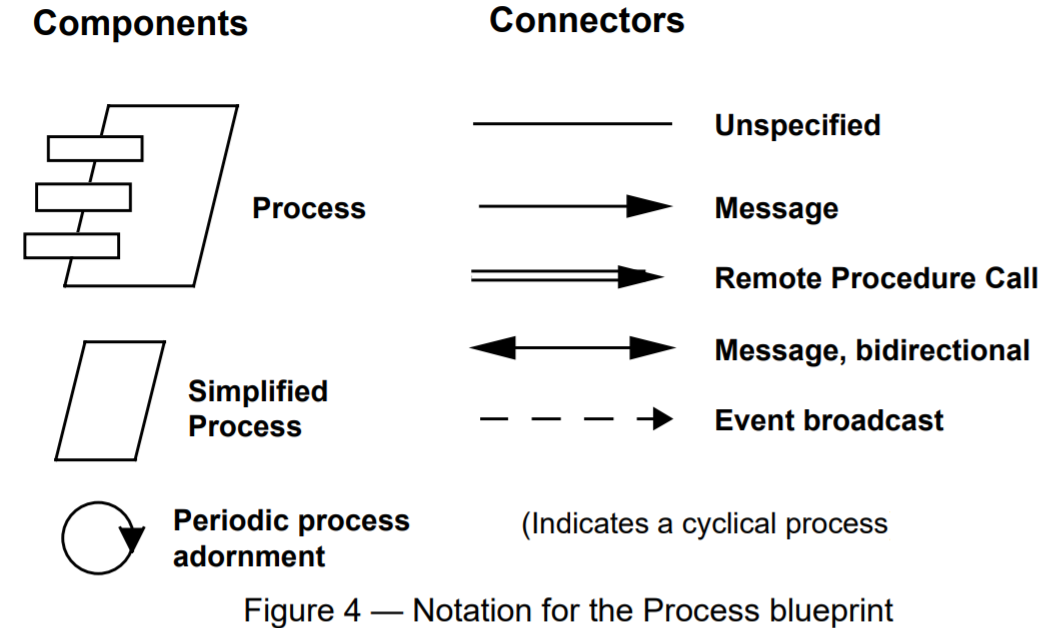 Components
Connectors
Unspecified
Process
Message
Remote Procedure Call
Message, bidirectional
Simplified
Process
Event broadcast
Periodic process
adornment
(Indicates a cyclical process
Figure 4 — Notation for the Process blueprint